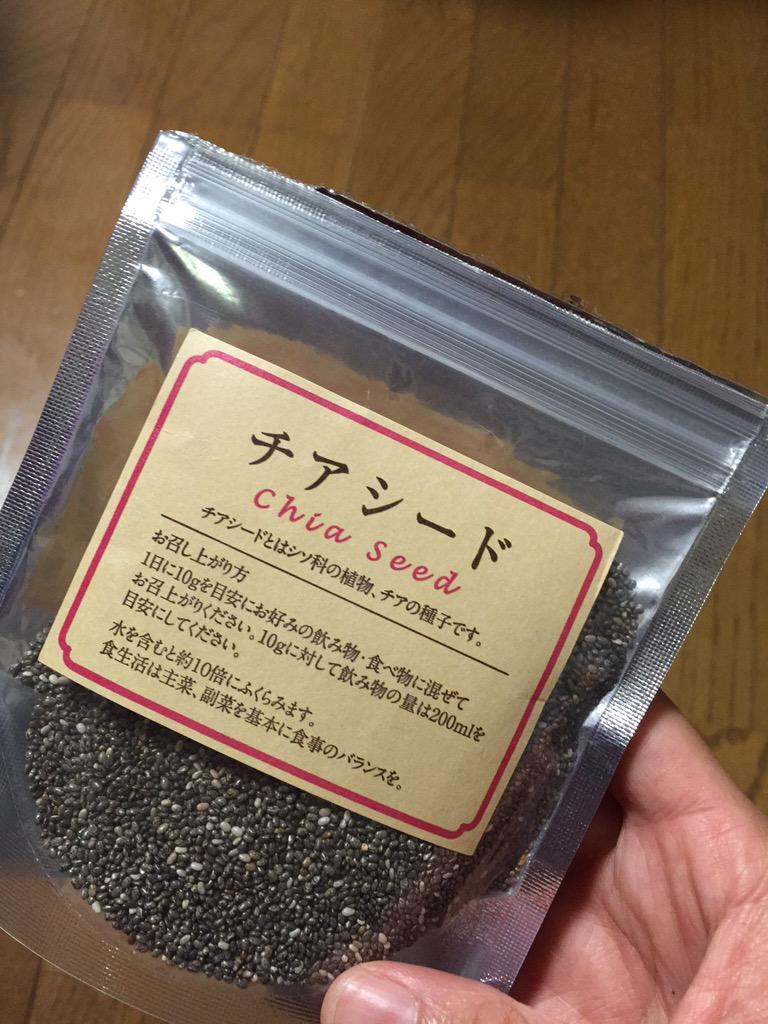 チアシード
Chia Seed
チアシードとはシソ科の植物、チアの種子です。
お召し上がり方
1日に10gを目安にお好みの飲み物・食べ物に混ぜて
お召上がりください。10gに対して飲み物の量は200mlを
目安にしてください。
水を含むと約10倍にふくらみます。
食生活は主菜、副菜を基本に食事のバランスを。